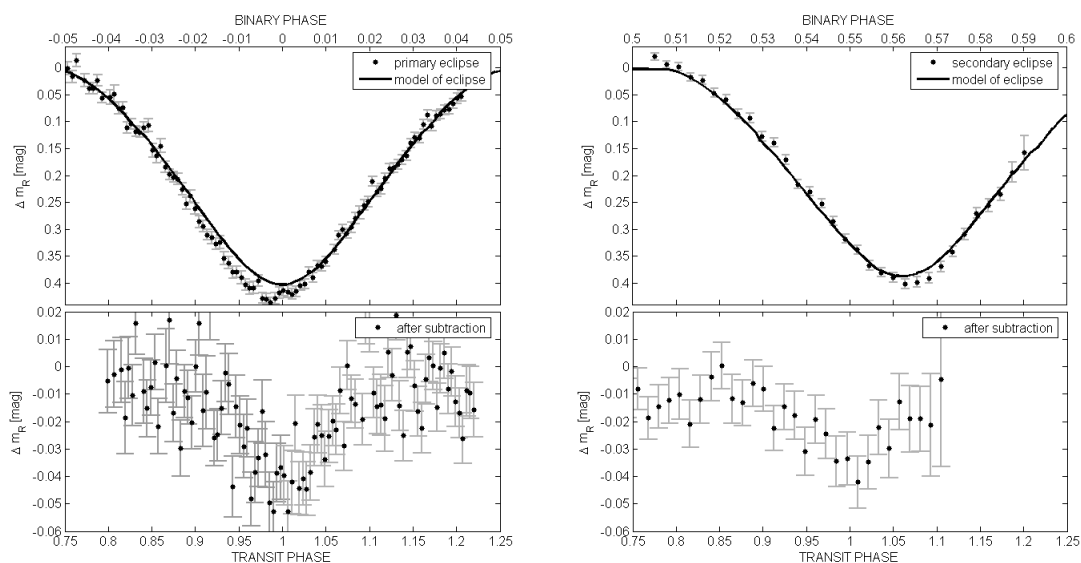 BINARY PHASE
-0.05 -0.04 -0.03 -0.02 -0.01 0 0.01 0.02 0.03 0.04 0.05
0
0.05
0.1
0.15
0.2
0.25
0.3
0.35
0.4
Δ m_R [mag]
primary eclipse
model of eclipse
0.02
0.01
0
-0.01
-0.02
-0.03
-0.04
-0.05
-0.06
Δ m_R [mag]
after subtraction
0.75 0.8 0.85 0.9 0.95 1 1.05 1.1 1.15 1.2 1.25
TRANSIT PHASE
BINARY PHASE
0.5 0.51 0.52 0.53 0.54 0.55 0.56 0.57 0.58 0.59 0.6
0
0.05
0.1
0.15
0.2
0.25
0.3
0.35
0.4
Δ m_R [mag]
secondary eclipse
model of eclipse
0.02
0.01
0
-0.01
-0.02
-0.03
-0.04
-0.05
-0.06
Δ m_R [mag]
after subtraction
0.75 0.8 0.85 0.9 0.95 1 1.05 1.1 1.15 1.2 1.25
TRANSIT PHASE